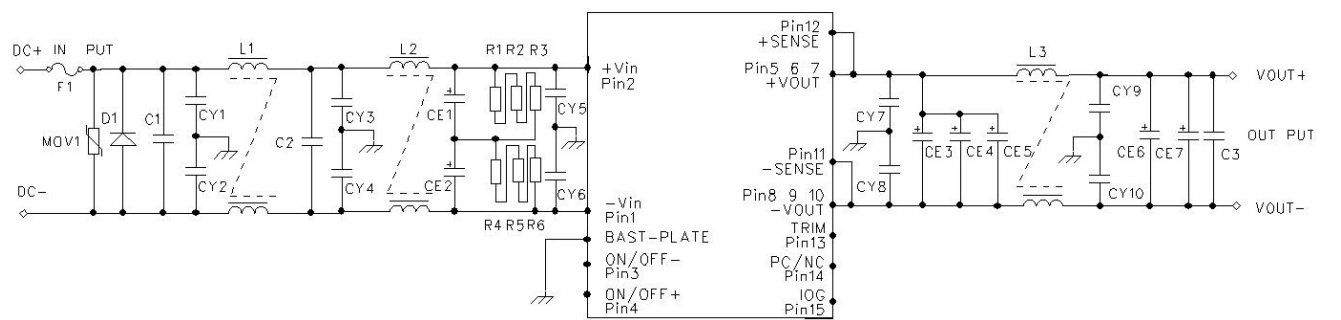 DC+ IN PUT
F1
MOV1
D1
C1
CY1
CY2
DC-
L1
C2
CY3
CY4
L2
CE1
CE2
R1 R2 R3
R4 R5 R6
CY5
CY6
+Vin
Pin2
-Vin
Pin1
BAST-PLATE
ON/OFF-
Pin3
ON/OFF+
Pin4
Pin12
+SENSE
Pin5 6 7
+VOUT
Pin11
-SENSE
Pin8 9 10
-VOUT
TRIM
Pin13
PC/NC
Pin14
IOG
Pin15
CY7
CY8
CE3
CE4
CE5
L3
CY9
CY10
CE6
CE7
C3
VOUT+
OUT PUT
VOUT-